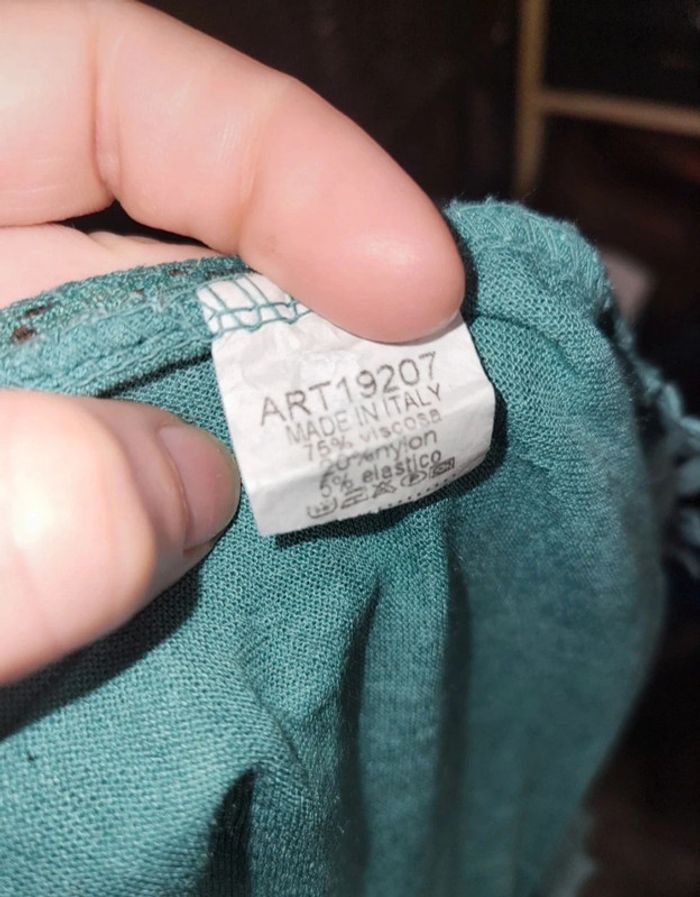 ART19207
MADE IN ITALY
75% viscosa
20%nylon
5% elastico